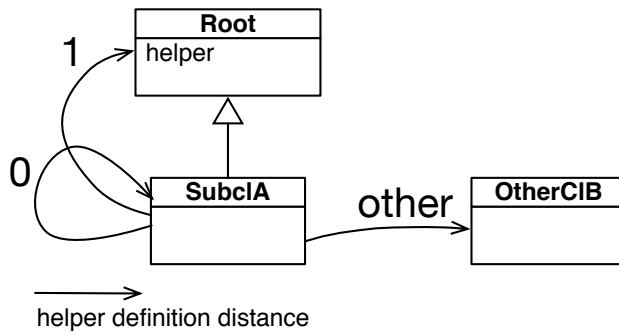 Root
helper
1
0
SubclA
other
OtherClB
helper definition distance